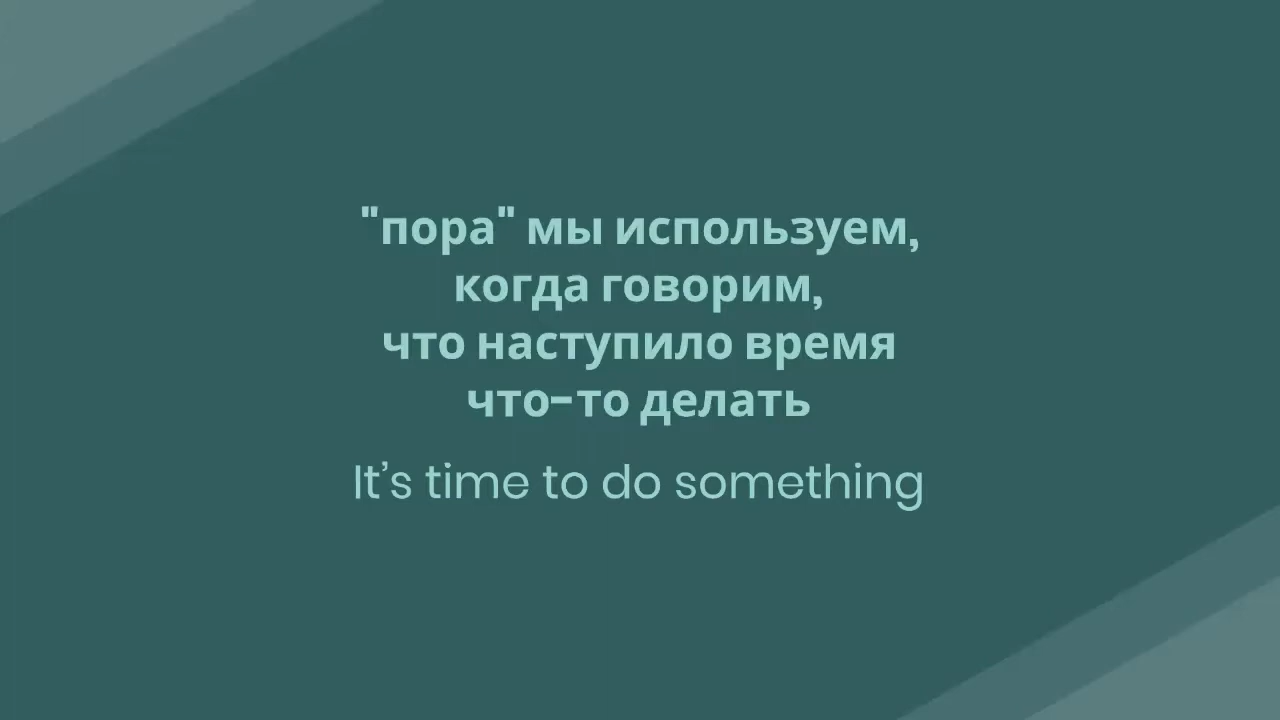 "пора" мы используем,
когда говорим,
что наступило время
что-то делать
It's time to do something